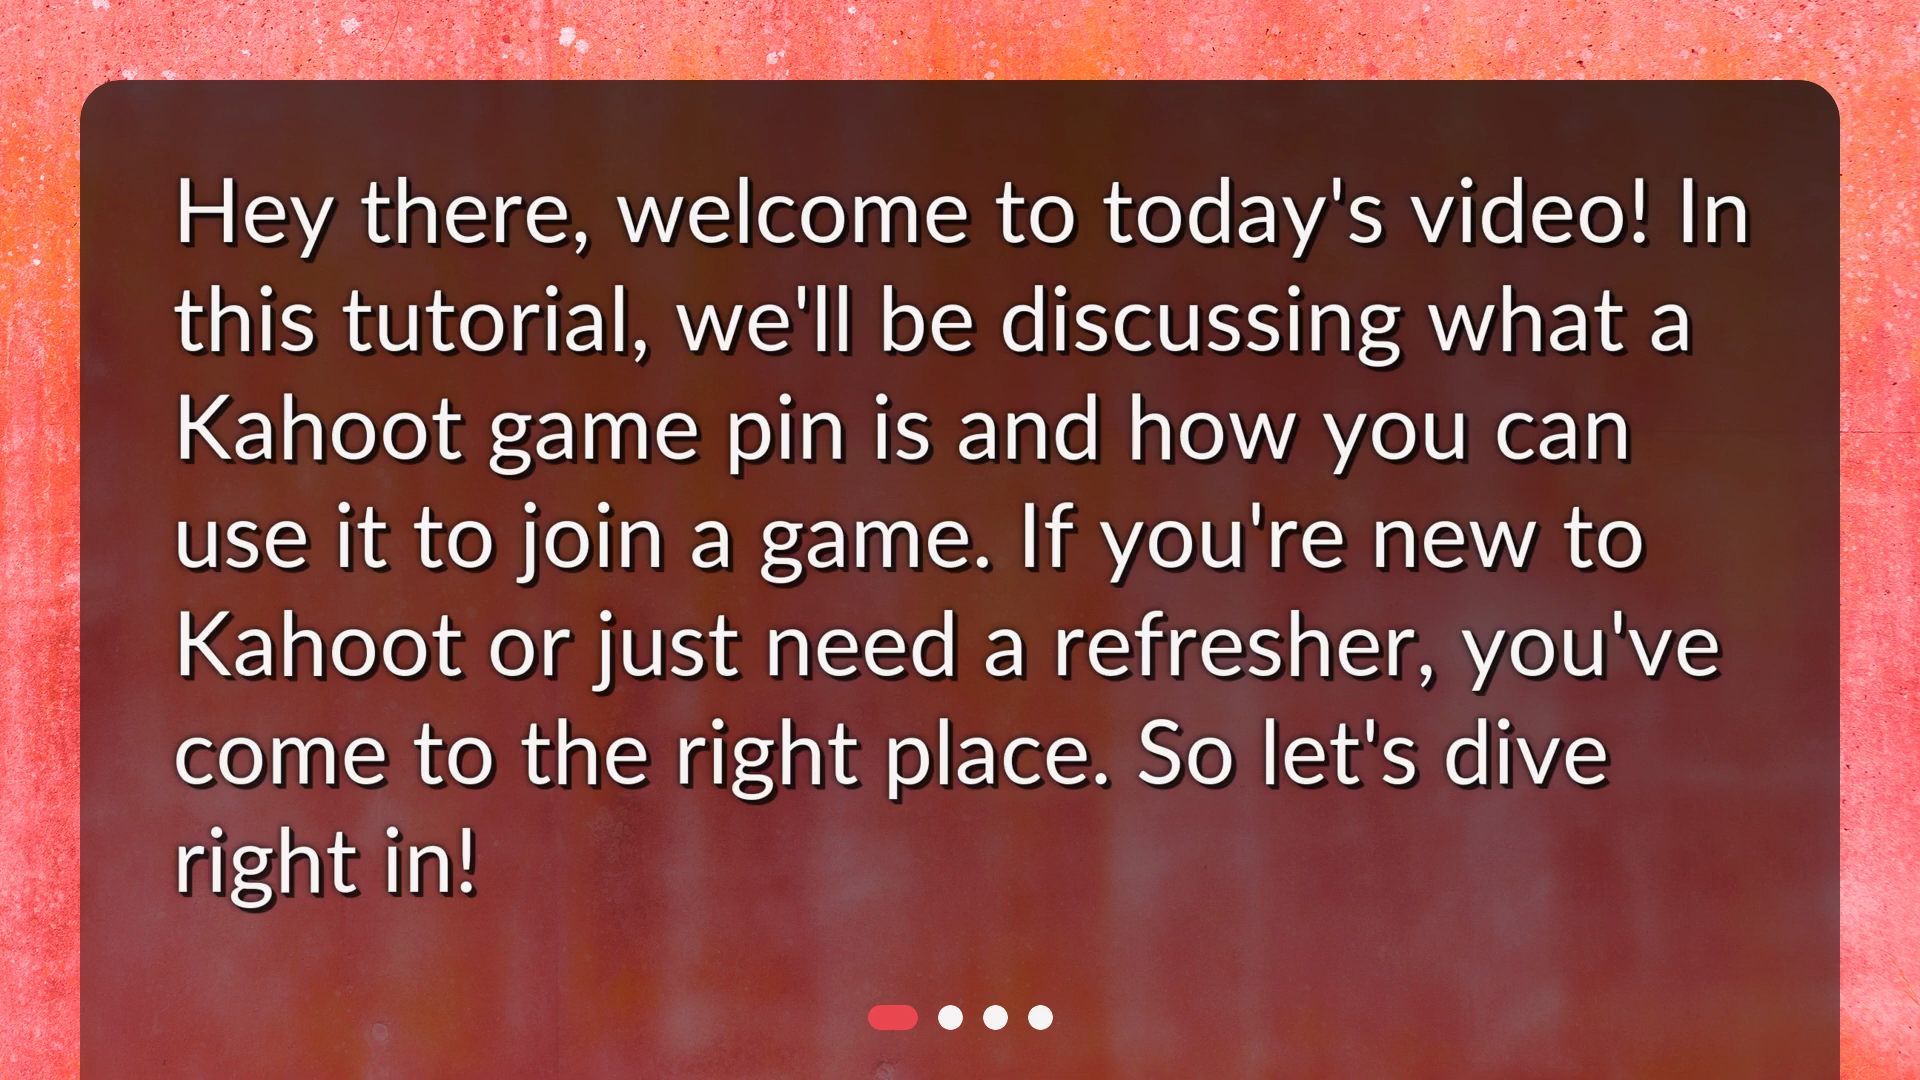 Hey there, welcome to today's video! In
this tutorial, we'll be discussing what a
Kahoot game pin is and how you can
use it to join a game. If you're new to
Kahoot or just need a refresher, you've
come to the right place. So let's dive
right in!